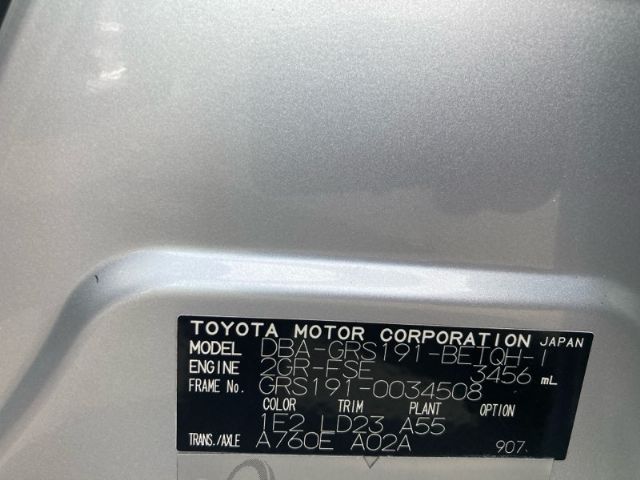 TOYOTA MOTOR CORPORATION JAPAN
MODEL DBA-GRS191-BETQH-I
ENGINE 2GR-FSE 3456 mL
FRAME No. GRS191-0034508
COLOR TRIM PLANT OPTION
1E2 LD23 A55
TRANS./AXLE A760E A02A 907